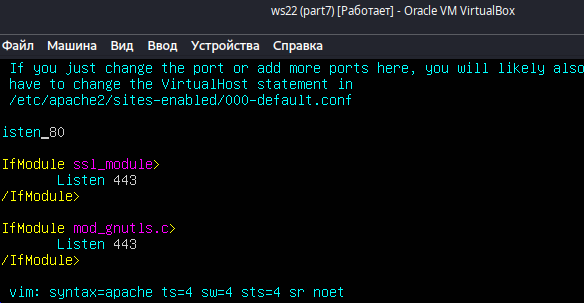 ws22 (part7) [Работает] - Oracle VM VirtualBox
Файл Машина Вид Ввод Устройства Справка
If you just change the port or add more ports here, you will likely also
have to change the VirtualHost statement in
/etc/apache2/sites-enabled/000-default.conf
isten_80
IfModule ssl_module>
Listen 443
/IfModule>
IfModule mod_gnutls.c>
Listen 443
/IfModule>
vim: syntax=apache ts=4 sw=4 sts=4 sr noet